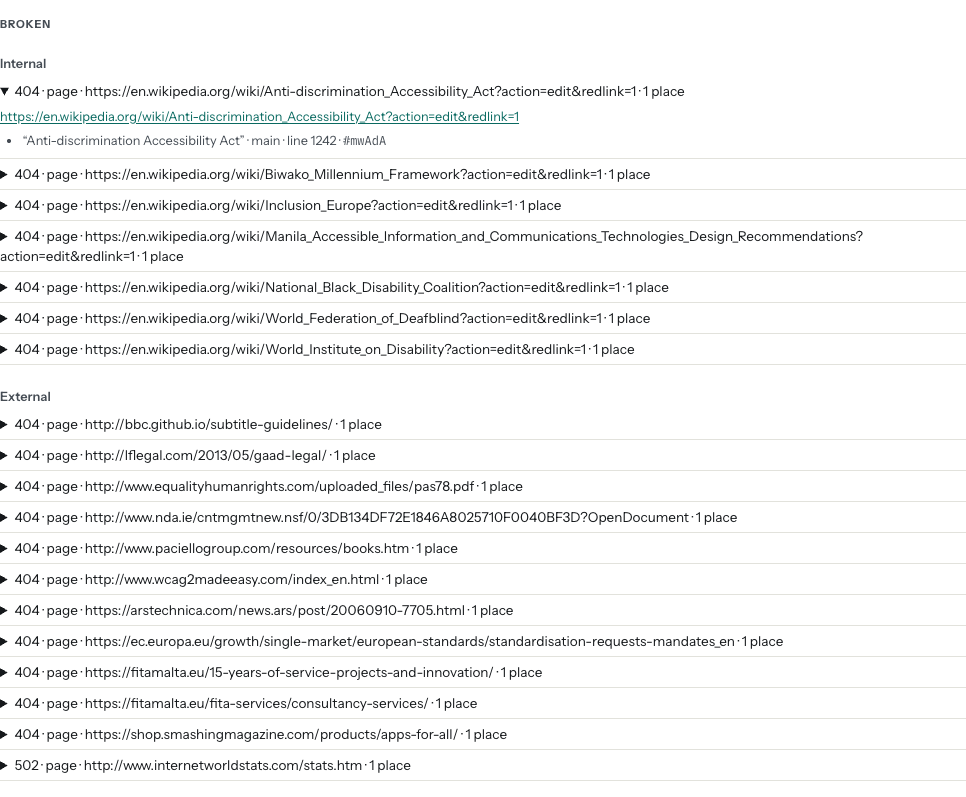 BROKEN
Internal
▼ 404 · page · https://en.wikipedia.org/wiki/Anti-discrimination_Accessibility_Act?action=edit&redlink=1 · 1 place
https://en.wikipedia.org/wiki/Anti-discrimination_Accessibility_Act?action=edit&redlink=1
• “Anti-discrimination Accessibility Act” · main · line 1242 · #mwAdA
▶ 404 · page · https://en.wikipedia.org/wiki/Biwako_Millennium_Framework?action=edit&redlink=1 · 1 place
▶ 404 · page · https://en.wikipedia.org/wiki/Inclusion_Europe?action=edit&redlink=1 · 1 place
▶ 404 · page · https://en.wikipedia.org/wiki/Manila_Accessible_Information_and_Communications_Technologies_Design_Recommendations?
action=edit&redlink=1 · 1 place
▶ 404 · page · https://en.wikipedia.org/wiki/National_Black_Disability_Coalition?action=edit&redlink=1 · 1 place
▶ 404 · page · https://en.wikipedia.org/wiki/World_Federation_of_Deafblind?action=edit&redlink=1 · 1 place
▶ 404 · page · https://en.wikipedia.org/wiki/World_Institute_on_Disability?action=edit&redlink=1 · 1 place
External
▶ 404 · page · http://bbc.github.io/subtitle-guidelines/ · 1 place
▶ 404 · page · http://lflegal.com/2013/05/gaad-legal/ · 1 place
▶ 404 · page · http://www.equalityhumanrights.com/uploaded_files/pas78.pdf · 1 place
▶ 404 · page · http://www.nda.ie/cntmgmtnew.nsf/0/3DB134DF72E1846A8025710F0040BF3D?OpenDocument · 1 place
▶ 404 · page · http://www.paciellogroup.com/resources/books.htm · 1 place
▶ 404 · page · http://www.wcag2madeeasy.com/index_en.html · 1 place
▶ 404 · page · https://arstechnica.com/news.ars/post/20060910-7705.html · 1 place
▶ 404 · page · https://ec.europa.eu/growth/single-market/european-standards/standardisation-requests-mandates_en · 1 place
▶ 404 · page · https://fitamalta.eu/15-years-of-service-projects-and-innovation/ · 1 place
▶ 404 · page · https://fitamalta.eu/fita-services/consultancy-services/ · 1 place
▶ 404 · page · https://shop.smashingmagazine.com/products/apps-for-all/ · 1 place
▶ 502 · page · http://www.internetworldstats.com/stats.htm · 1 place